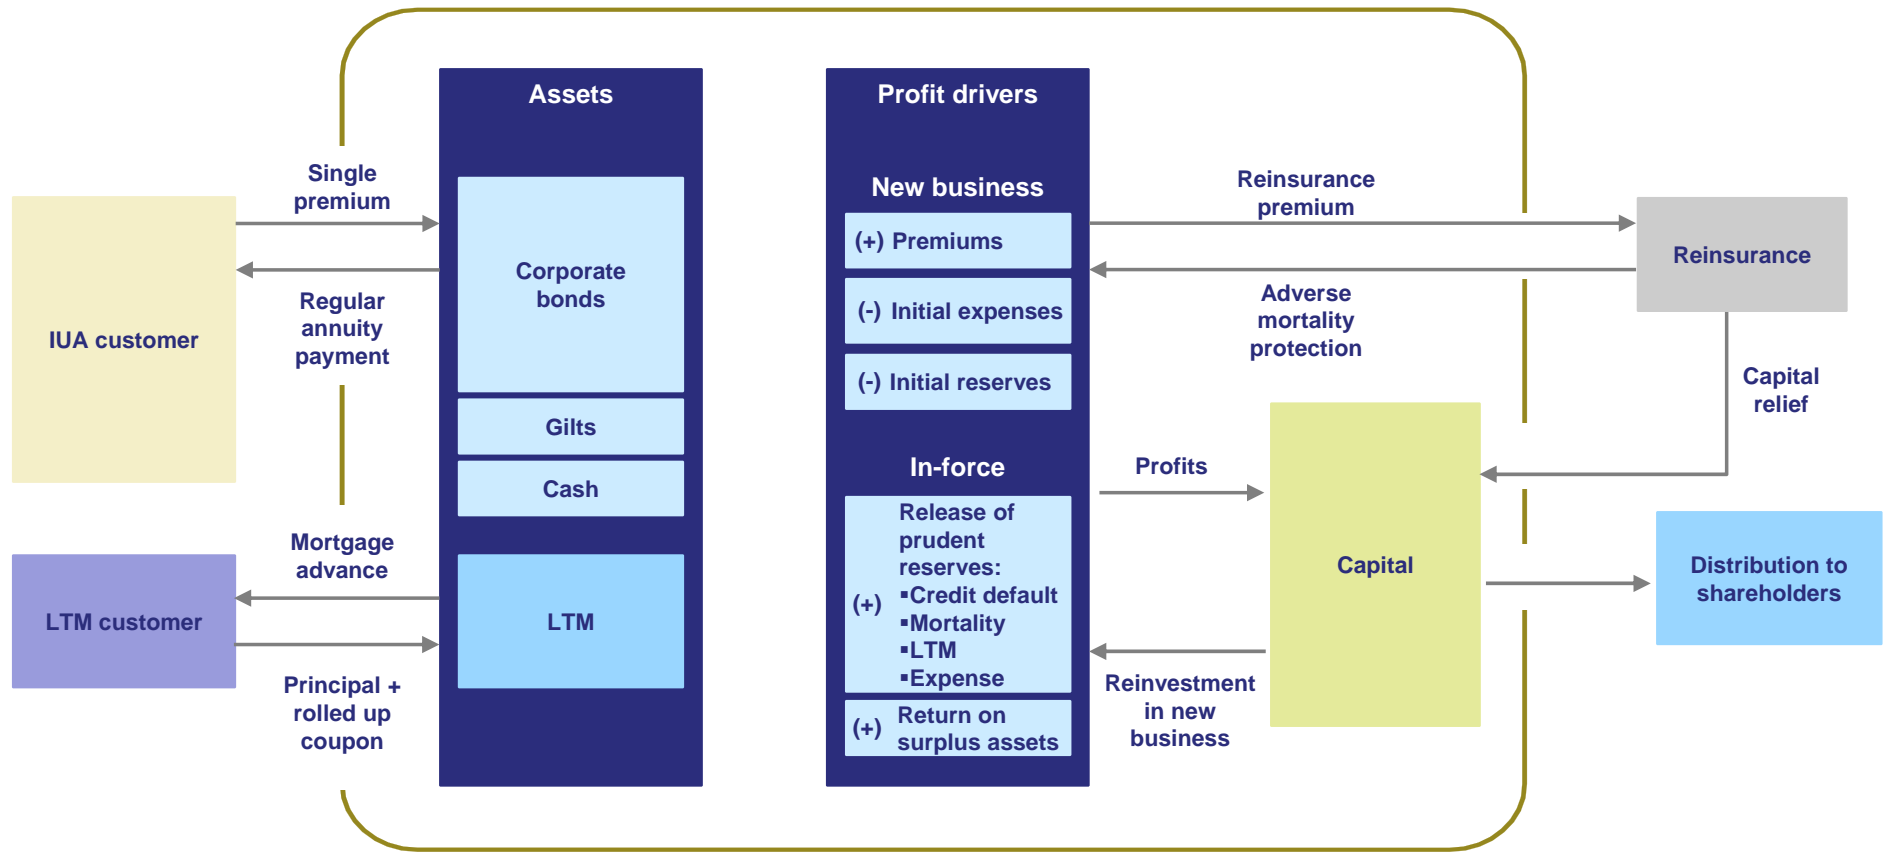 Assets
Profit drivers
Single
premium
IUA customer
Regular
annuity
payment
Corporate
bonds
Gilts
Cash
Mortgage
advance
LTM customer
LTM
Principal +
rolled up
coupon
New business
(+) Premiums
(-) Initial expenses
(-) Initial reserves
In-force
(+)
Release of
prudent
reserves:
▪Credit default
▪Mortality
▪LTM
▪Expense
(+)
Return on
surplus assets
Reinsurance
premium
Reinsurance
Adverse
mortality
protection
Capital
relief
Profits
Capital
Distribution to
shareholders
Reinvestment
in new
business